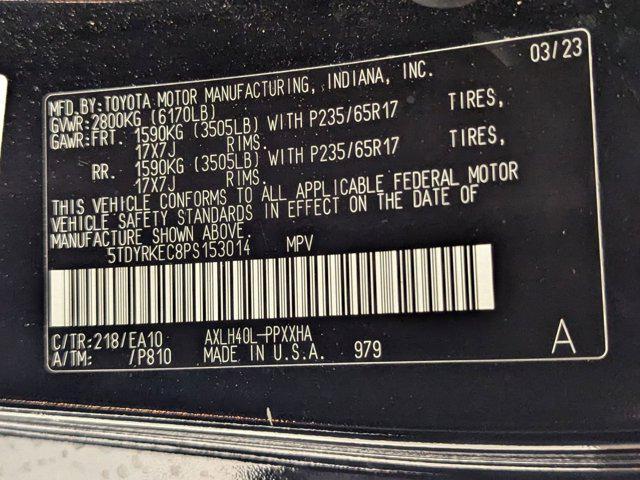 03/23
MFD.BY:TOYOTA MOTOR MANUFACTURING, INDIANA, INC.
GVWR:2800KG (6170LB)
GAWR:FRT. 1590KG (3505LB) WITH P235/65R17 TIRES,
17X7J RIMS.
RR. 1590KG (3505LB) WITH P235/65R17 TIRES,
17X7J RIMS.
THIS VEHICLE CONFORMS TO ALL APPLICABLE FEDERAL MOTOR
VEHICLE SAFETY STANDARDS IN EFFECT ON THE DATE OF
MANUFACTURE SHOWN ABOVE.
5TDYRKEC8PS153014 MPV
C/TR:218/EA10 AXLH40L-PPXXHA
A/TM: /P810 MADE IN U.S.A. 979 A